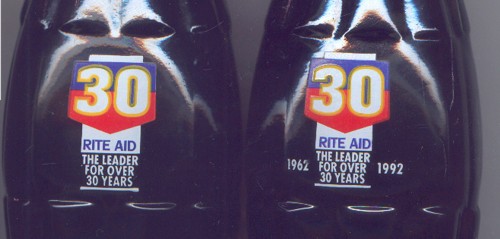 30
RITE AID
THE LEADER
FOR OVER
30 YEARS
30
RITE AID
THE LEADER
1962 FOR OVER 1992
30 YEARS